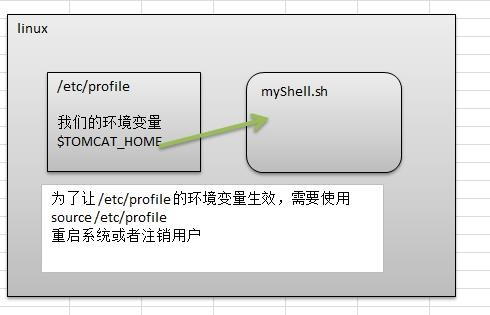 linux
/etc/profile
myShell.sh
我们的环境变量
$TOMCAT_HOME
为了让/etc/profile的环境变量生效，需要使用
source/etc/profile
重启系统或者注销用户